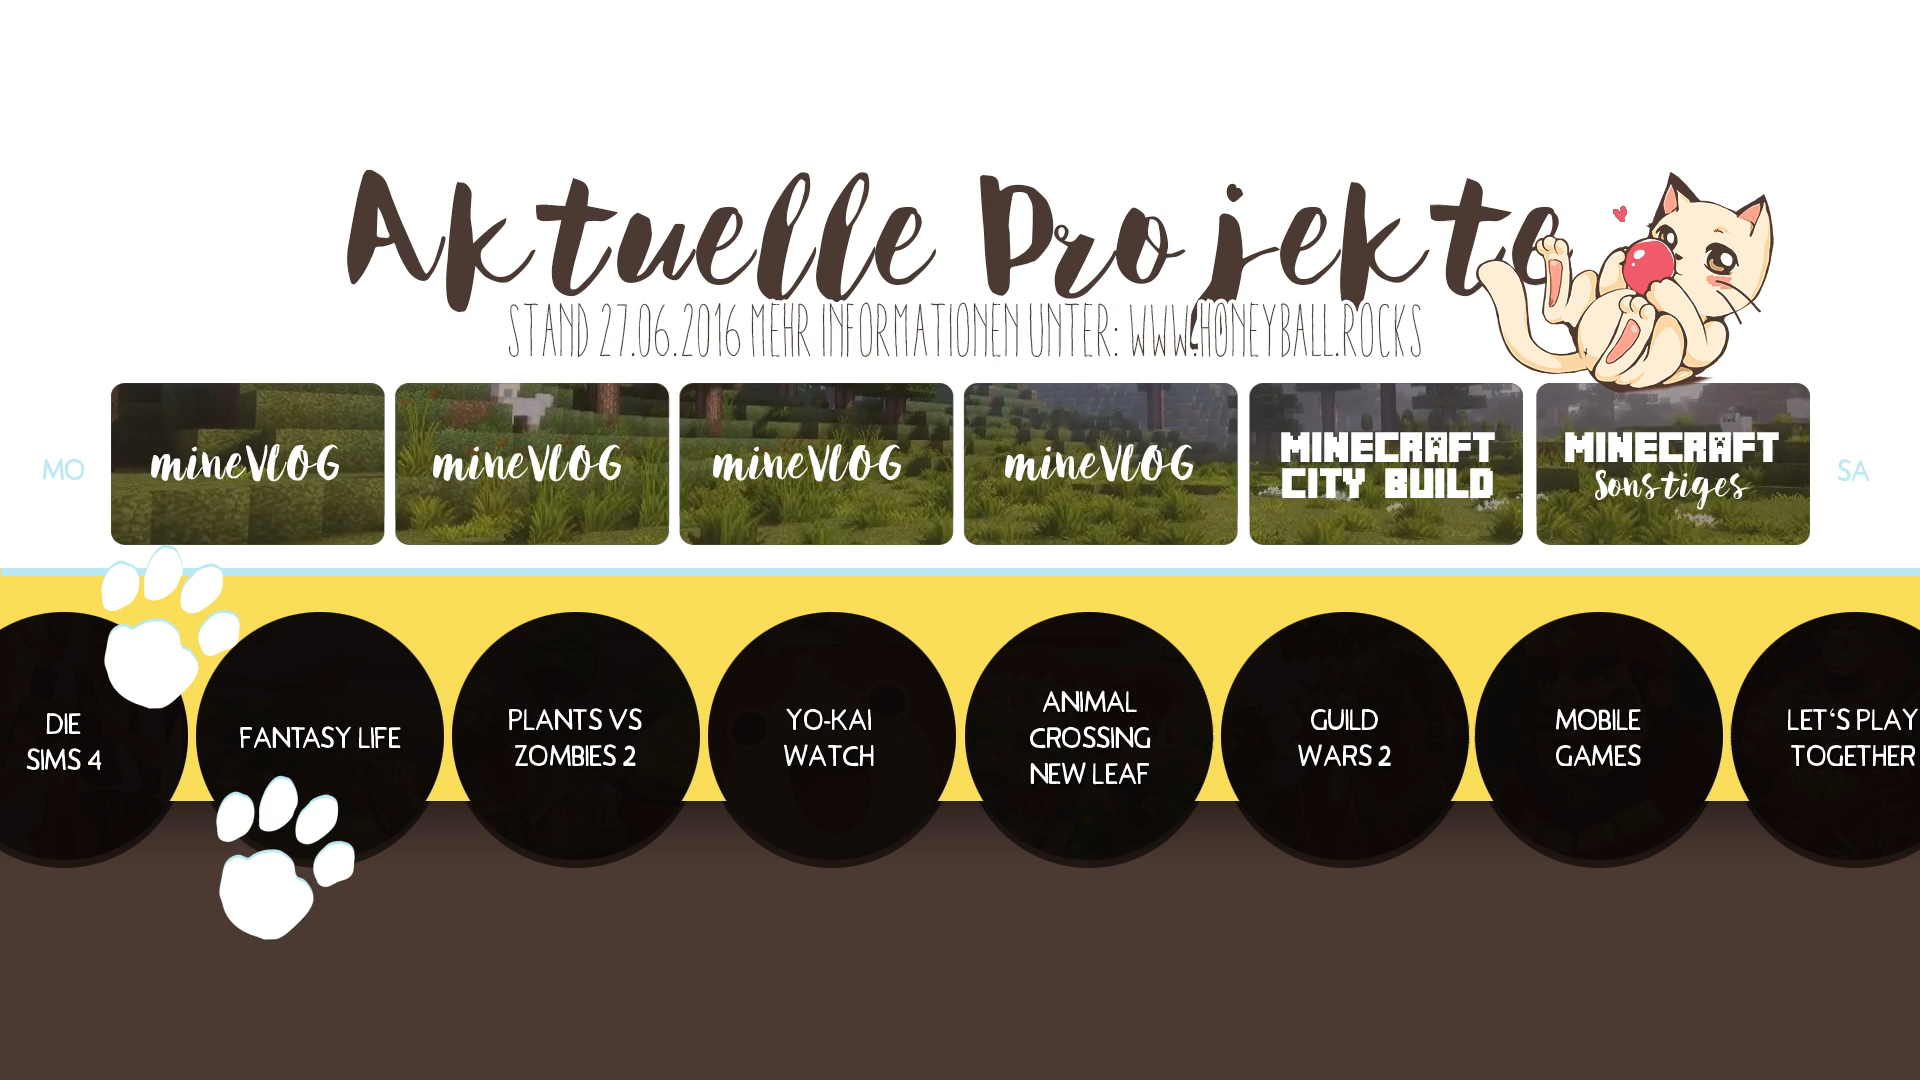 Aktuelle Projekte
STAND 27.06.2016 MEHR INFORMATIONEN UNTER: WWW.HONEYBALL.ROCKS
MO
mineVLOG
mineVLOG
mineVLOG
mineVLOG
MINECRAFT
CITY BUILD
MINECRAFT
Sonstiges
SA
DIE
SIMS 4
FANTASY LIFE
PLANTS VS
ZOMBIES 2
YO-KAI
WATCH
ANIMAL
CROSSING
NEW LEAF
GUILD
WARS 2
MOBILE
GAMES
LET‘S PLAY
TOGETHER